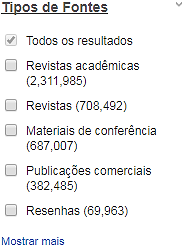 Tipos de Fontes
Todos os resultados
Revistas acadêmicas
(2,311,985)
Revistas (708,492)
Materiais de conferência
(687,007)
Publicações comerciais
(382,485)
Resenhas (69,963)
Mostrar mais